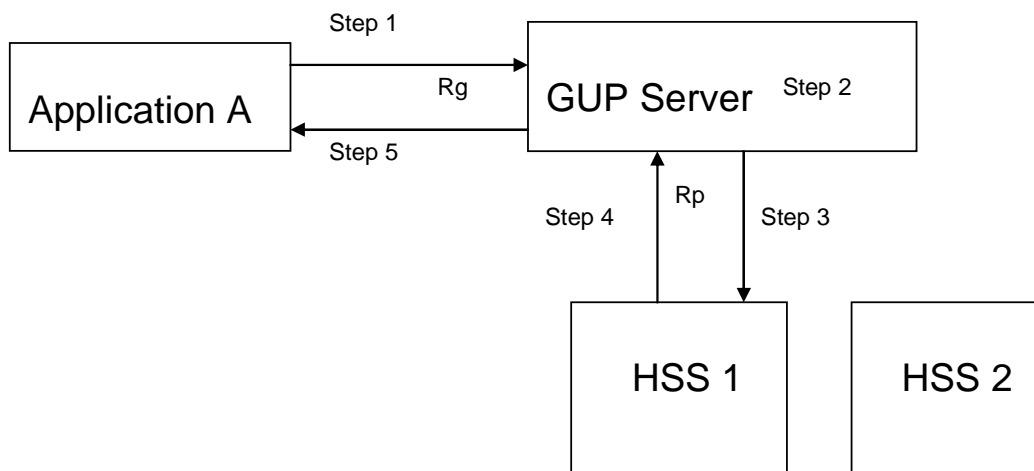 Step 1
Application A
Rg
GUP Server
Step 2
Step 5
Step 4
Rp
Step 3
HSS 1
HSS 2